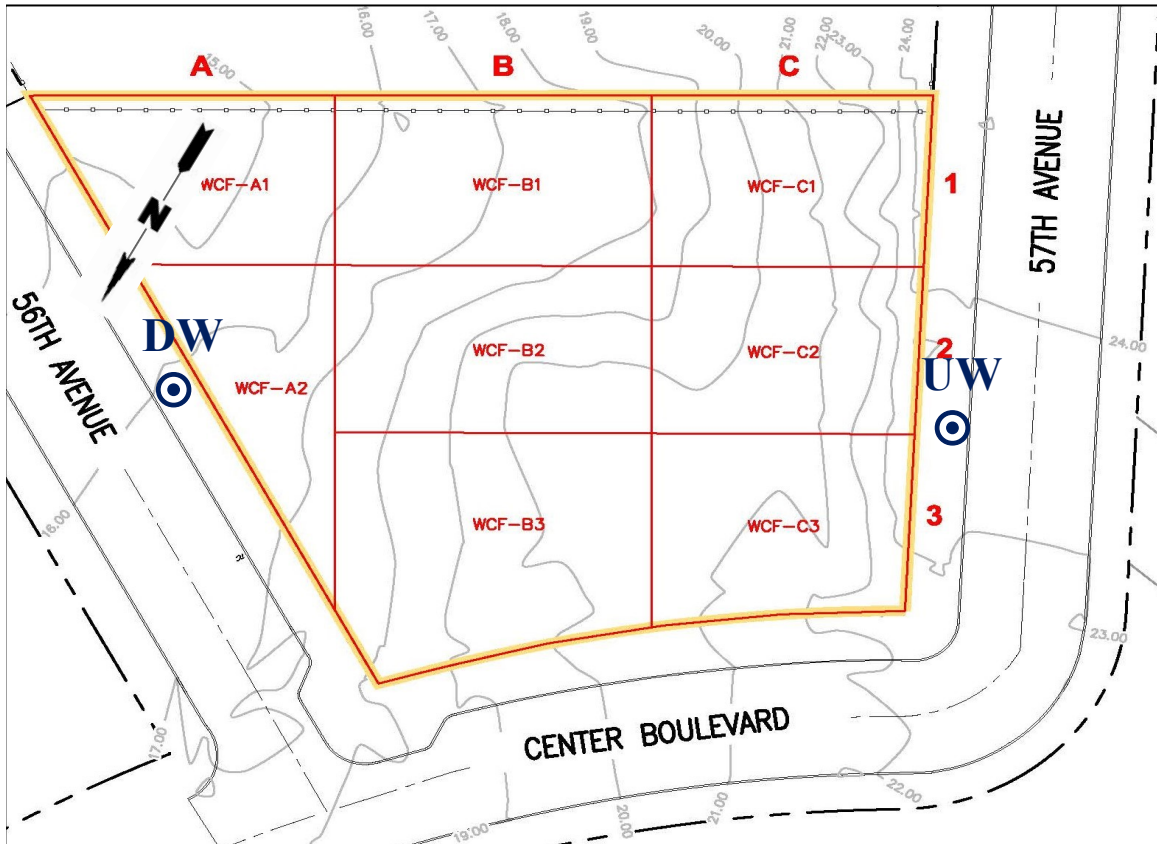 16.00
17.00
18.00
19.00
20.00
21.00
22.00
23.00
24.00
A
B
C
15.00
WCF-A1
WCF-B1
WCF-C1
1
N
57TH AVENUE
56TH AVENUE
DW
WCF-A2
WCF-B2
WCF-C2
2
UW
24.00
16.00
WCF-B3
WCF-C3
3
23.00
17.00
CENTER BOULEVARD
19.00
20.00
21.00
22.00